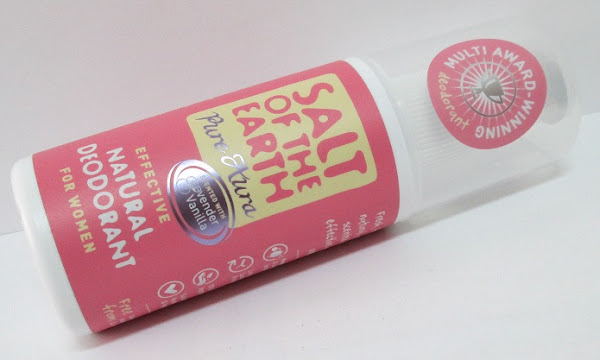 MULTI AWARD-WINNING
deodorant
SALT
OF THE
EARTH
Pure Aura
Lavender
Vanilla
EFFECTIVE
NATURAL
DEODORANT
FOR WOMEN